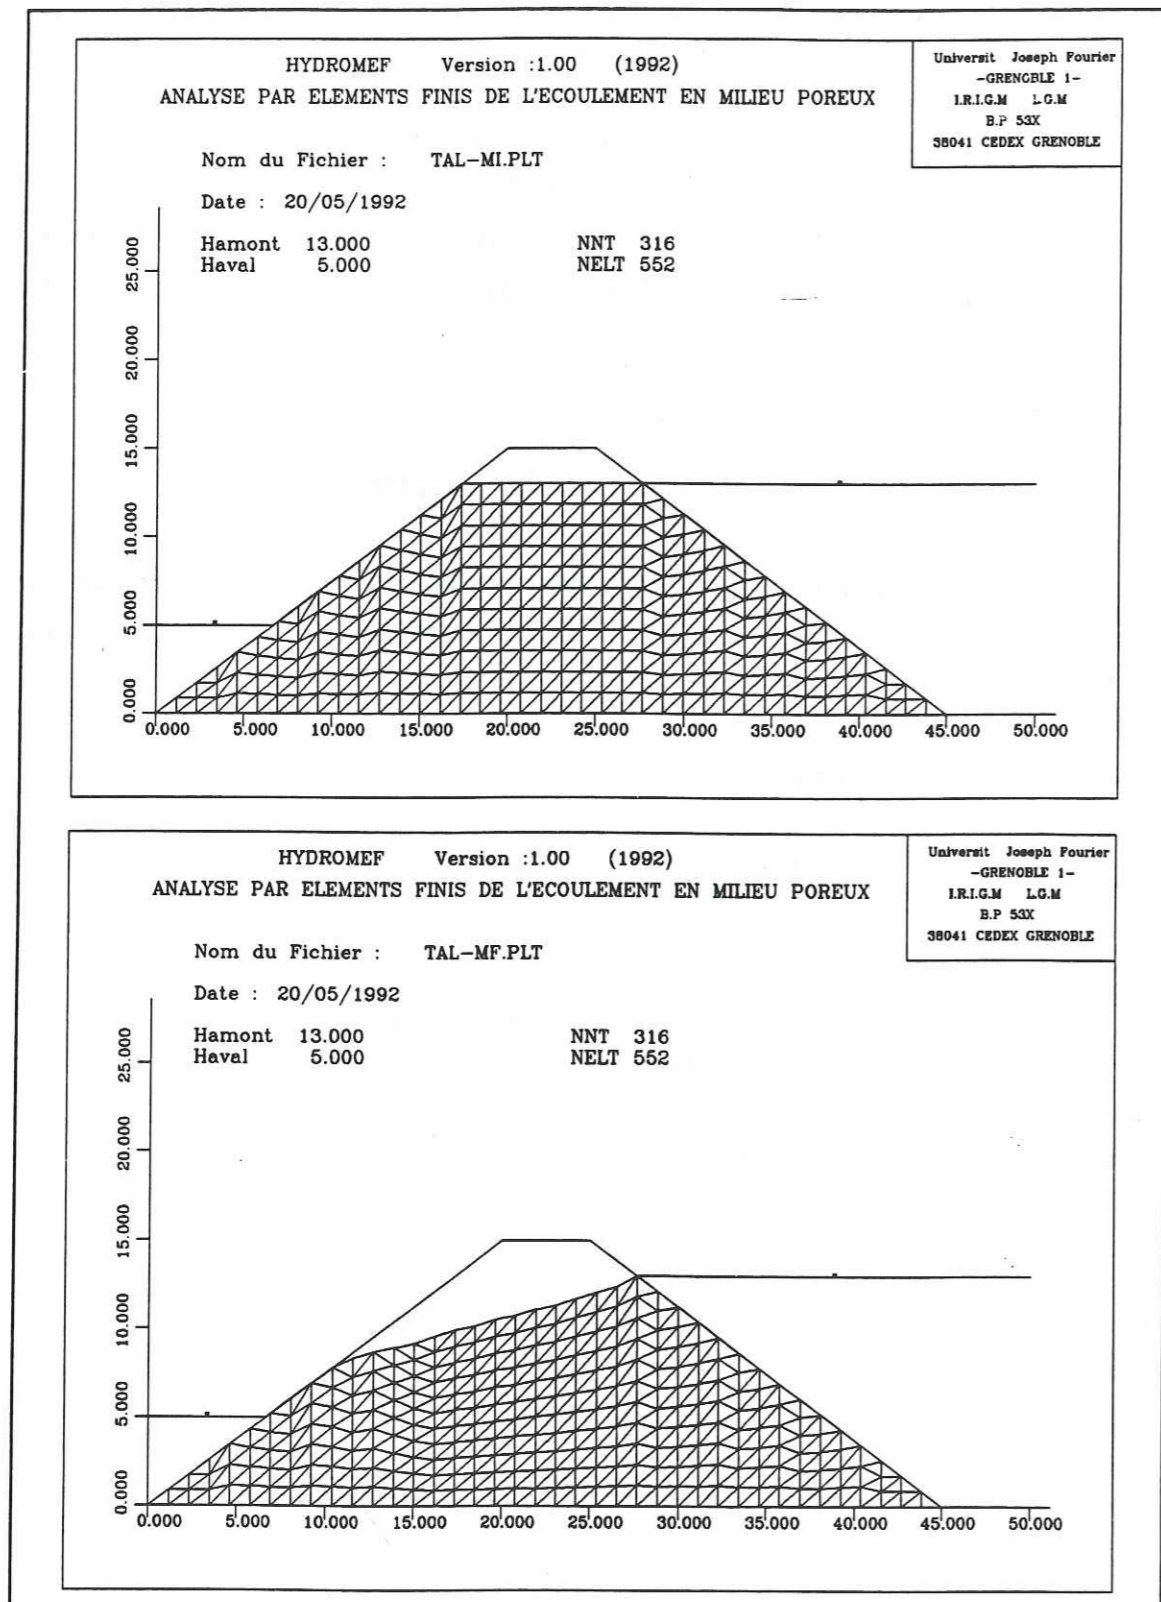 HYDROMEF Version :1.00 (1992)
ANALYSE PAR ELEMENTS FINIS DE L'ECOULEMENT EN MILIEU POREUX
Universit Joseph Fourier
-GRENOBLE 1-
I.R.I.G.M L.G.M
B.P 53X
38041 CEDEX GRENOBLE
Nom du Fichier : TAL-MI.PLT
Date : 20/05/1992
Hamont 13.000 NNT 316
Haval 5.000 NELT 552
25.000
20.000
15.000
10.000
5.000
0.000
0.000 5.000 10.000 15.000 20.000 25.000 30.000 35.000 40.000 45.000 50.000
HYDROMEF Version :1.00 (1992)
ANALYSE PAR ELEMENTS FINIS DE L'ECOULEMENT EN MILIEU POREUX
Universit Joseph Fourier
-GRENOBLE 1-
I.R.I.G.M L.G.M
B.P 53X
38041 CEDEX GRENOBLE
Nom du Fichier : TAL-MF.PLT
Date : 20/05/1992
Hamont 13.000 NNT 316
Haval 5.000 NELT 552
25.000
20.000
15.000
10.000
5.000
0.000
0.000 5.000 10.000 15.000 20.000 25.000 30.000 35.000 40.000 45.000 50.000